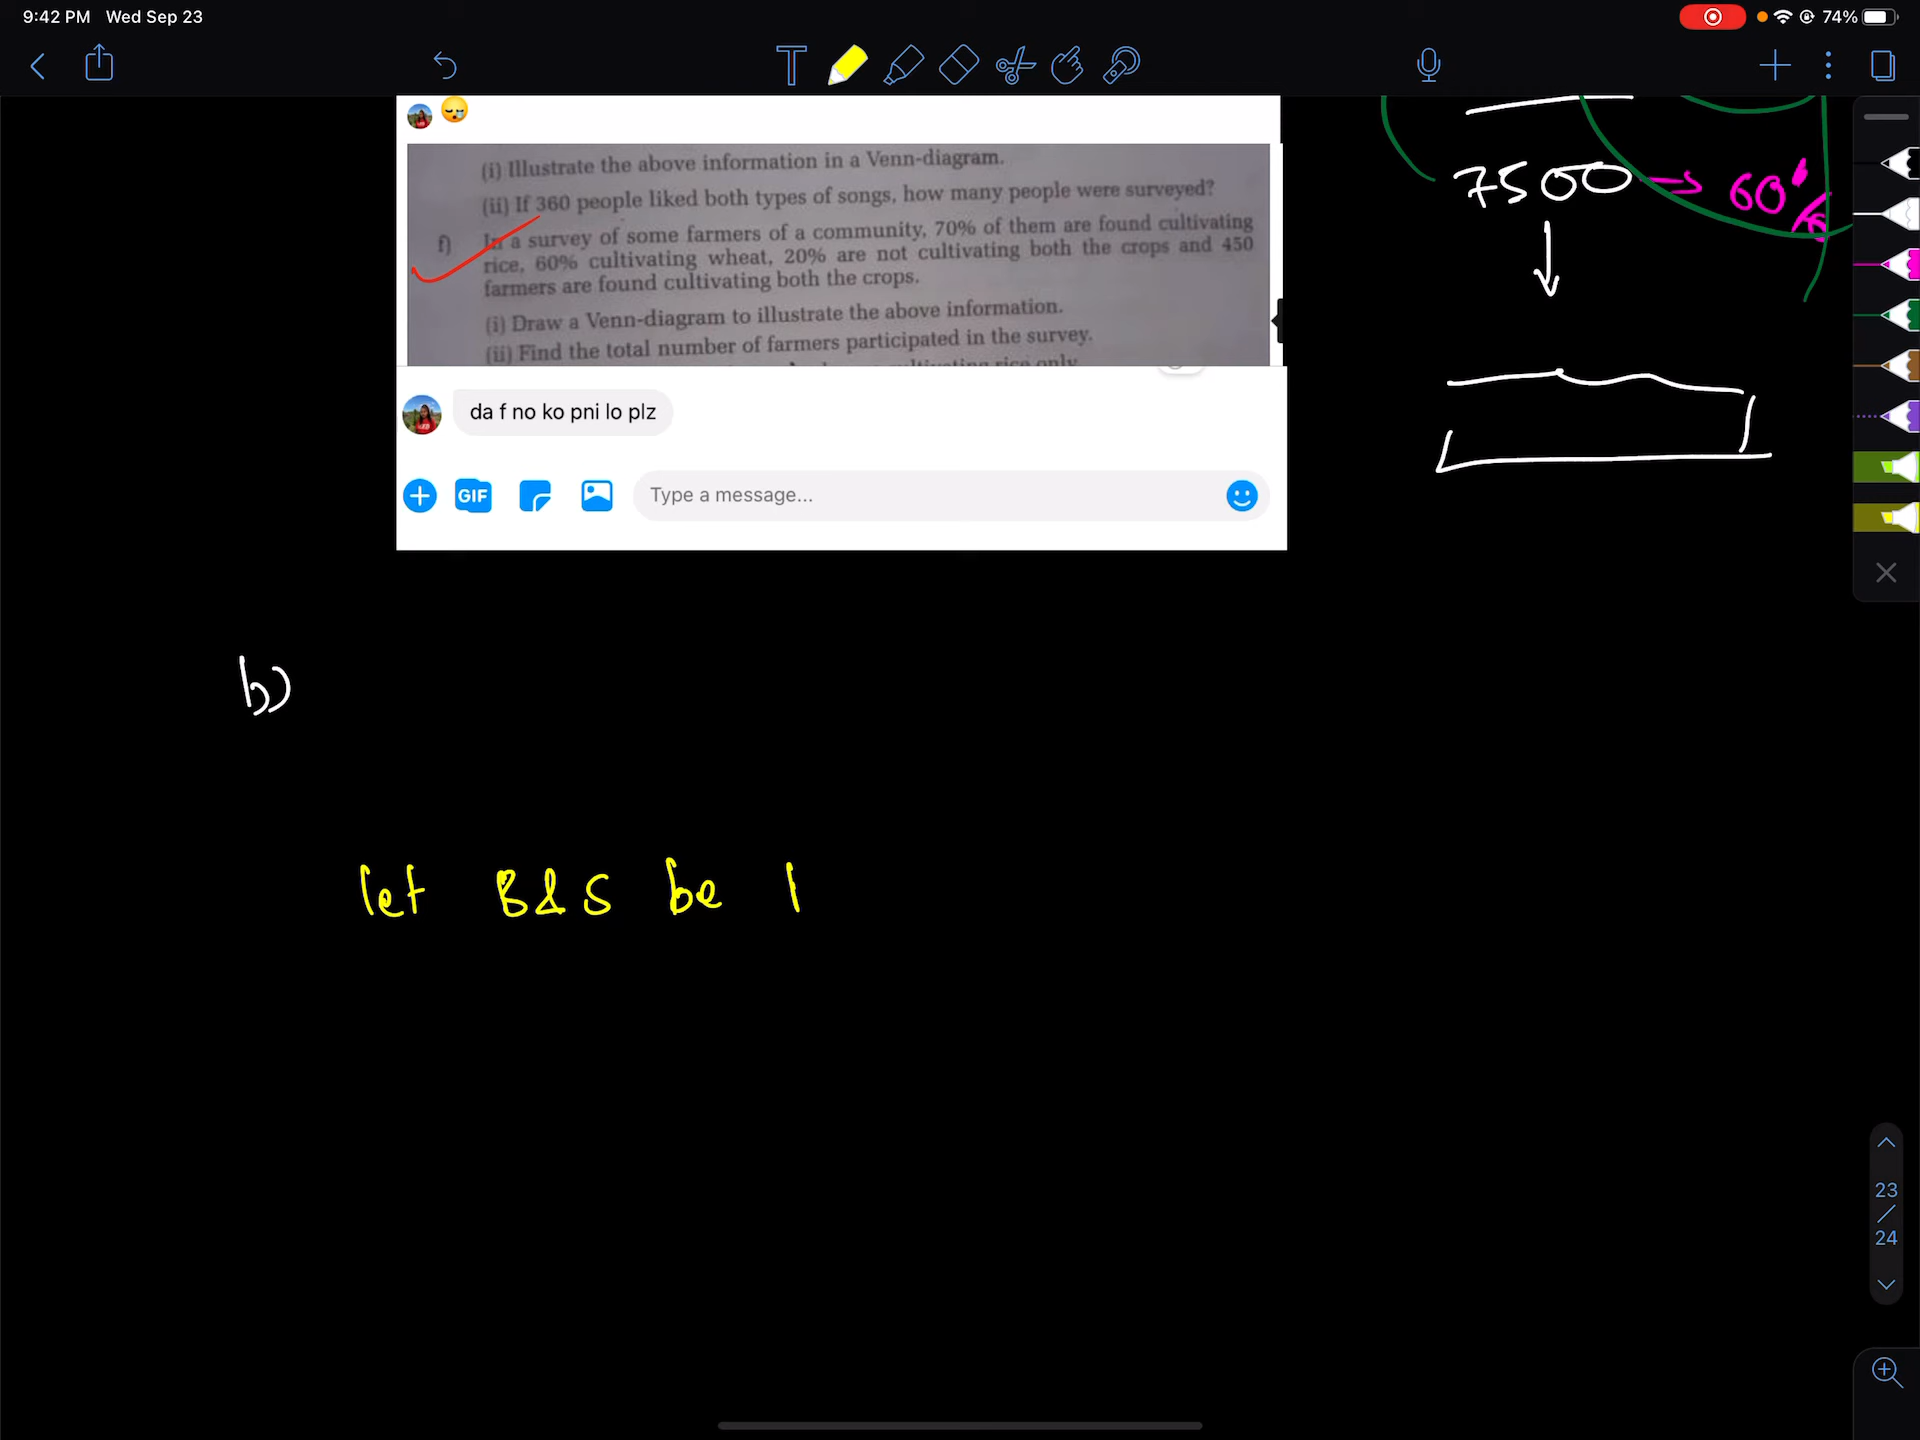 9:42 PM Wed Sep 23
74%
(i) Illustrate the above information in a Venn-diagram.
(ii) If 360 people liked both types of songs, how many people were surveyed?
f) In a survey of some farmers of a community, 70% of them are found cultivating
rice, 60% cultivating wheat, 20% are not cultivating both the crops and 450
farmers are found cultivating both the crops.
(i) Draw a Venn-diagram to illustrate the above information.
(ii) Find the total number of farmers participated in the survey.
rice only
da f no ko pni lo plz
GIF
Type a message...
7500 → 60%
b)
let B & S be
23
/
24